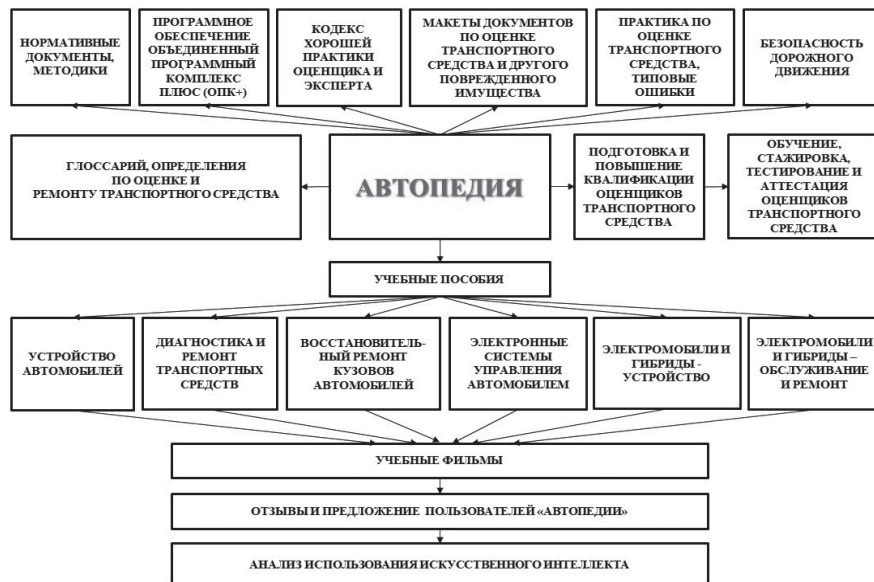 НОРМАТИВНЫЕ
ДОКУМЕНТЫ,
МЕТОДИКИ
ПРОГРАММНОЕ
ОБЕСПЕЧЕНИЕ
ОБЪЕДИНЕННЫЙ
ПРОГРАММНЫЙ
КОМПЛЕКС
ПЛЮС (ОПК+)
КОДЕКС
ХОРОШЕЙ
ПРАКТИКИ
ОЦЕНЩИКА И
ЭКСПЕРТА
МАКЕТЫ ДОКУМЕНТОВ
ПО ОЦЕНКЕ
ТРАНСПОРТНОГО
СРЕДСТВА И ДРУГОГО
ПОВРЕЖДЕННОГО
ИМУЩЕСТВА
ПРАКТИКА ПО
ОЦЕНКЕ
ТРАНСПОРТНОГО
СРЕДСТВА,
ТИПОВЫЕ
ОШИБКИ
БЕЗОПАСНОСТЬ
ДОРОЖНОГО
ДВИЖЕНИЯ
ГЛОССАРИЙ, ОПРЕДЕЛЕНИЯ
ПО ОЦЕНКЕ И
РЕМОНТУ ТРАНСПОРТНОГО СРЕДСТВА
АВТОПЕДИЯ
ПОДГОТОВКА И
ПОВЫШЕНИЕ
КВАЛИФИКАЦИИ
ОЦЕНЩИКОВ
ТРАНСПОРТНОГО
СРЕДСТВА
ОБУЧЕНИЕ,
СТАЖИРОВКА,
ТЕСТИРОВАНИЕ И
АТТЕСТАЦИЯ
ОЦЕНЩИКОВ
ТРАНСПОРТНОГО
СРЕДСТВА
УЧЕБНЫЕ ПОСОБИЯ
УСТРОЙСТВО
АВТОМОБИЛЕЙ
ДИАГНОСТИКА И
РЕМОНТ
ТРАНСПОРТНЫХ
СРЕДСТВ
ВОССТАНОВИТЕЛЬ-
НЫЙ РЕМОНТ
КУЗОВОВ
АВТОМОБИЛЕЙ
ЭЛЕКТРОННЫЕ
СИСТЕМЫ
УПРАВЛЕНИЯ
АВТОМОБИЛЕМ
ЭЛЕКТРОМОБИЛИ И
ГИБРИДЫ -
УСТРОЙСТВО
ЭЛЕКТРОМОБИЛИ
И ГИБРИДЫ –
ОБСЛУЖИВАНИЕ
И РЕМОНТ
УЧЕБНЫЕ ФИЛЬМЫ
ОТЗЫВЫ И ПРЕДЛОЖЕНИЕ ПОЛЬЗОВАТЕЛЕЙ «АВТОПЕДИИ»
АНАЛИЗ ИСПОЛЬЗОВАНИЯ ИСКУССТВЕННОГО ИНТЕЛЛЕКТА